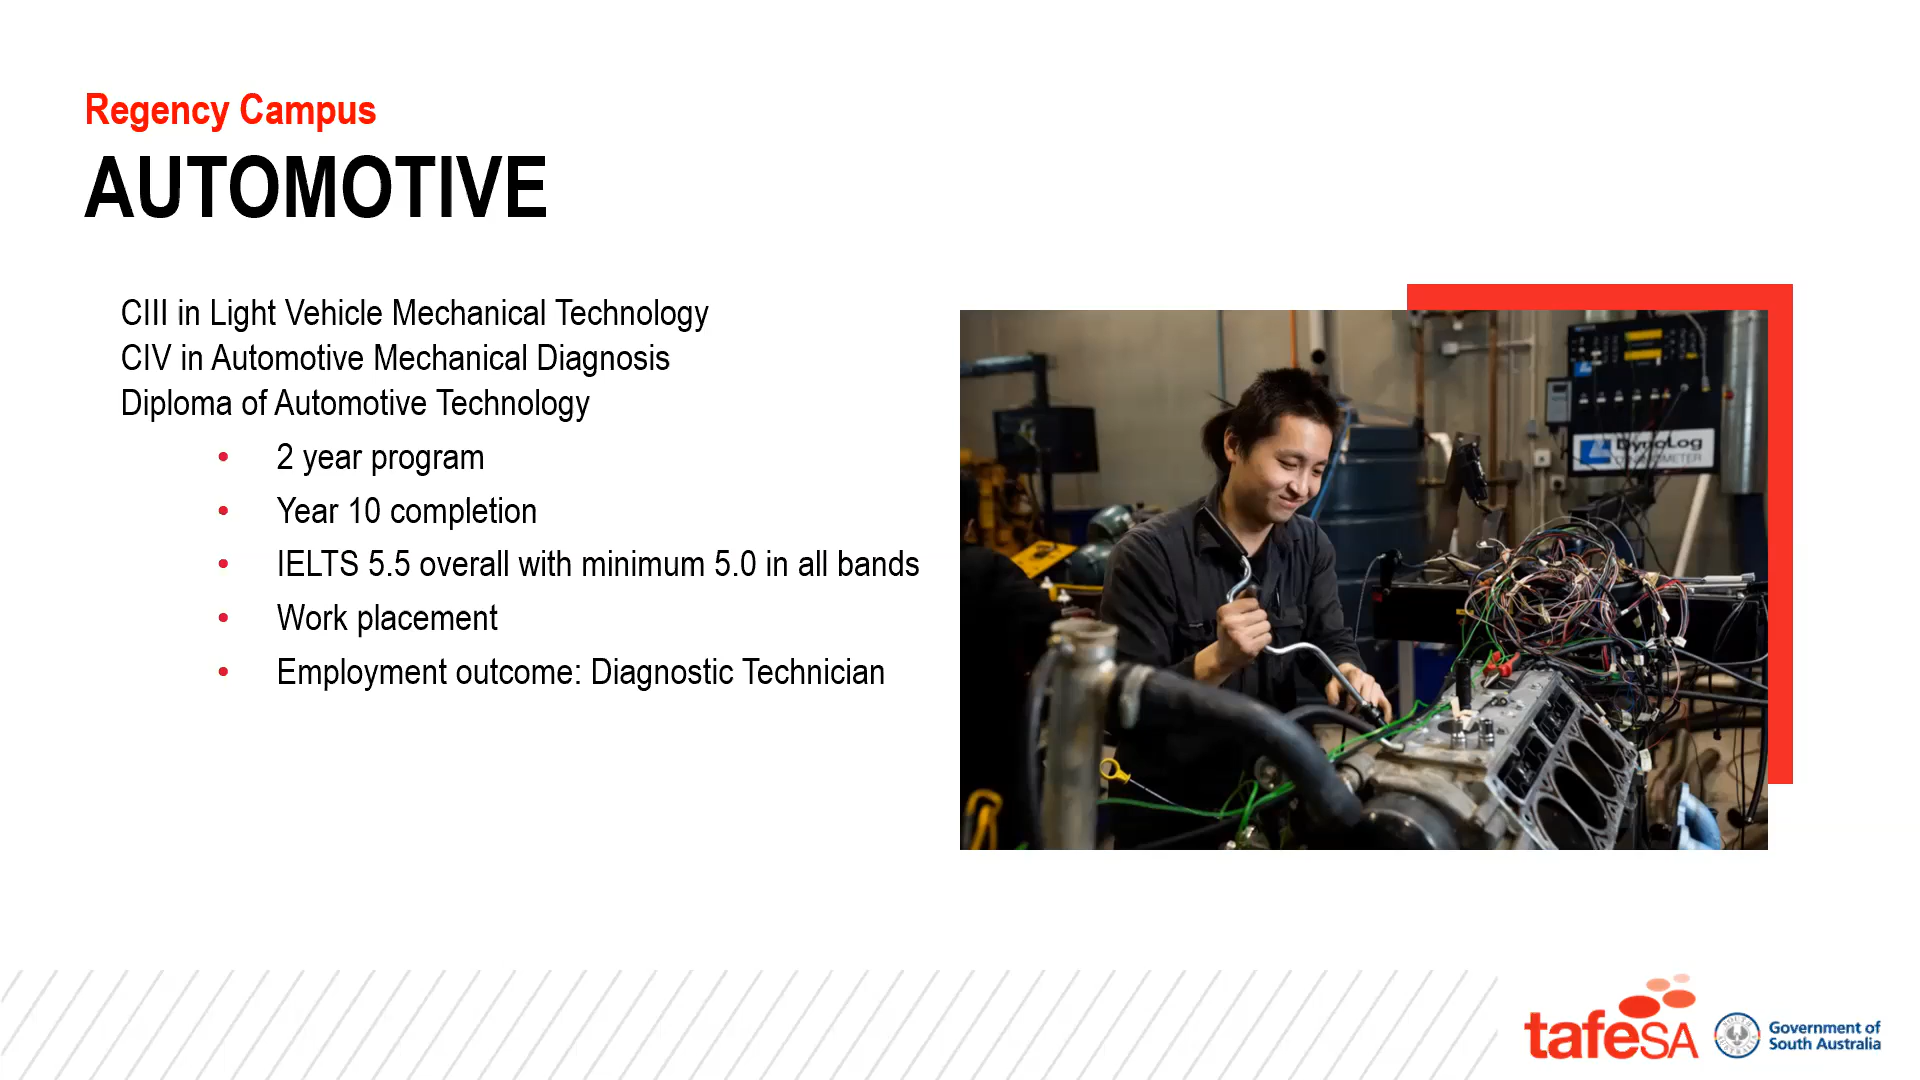 Regency Campus
AUTOMOTIVE
CIII in Light Vehicle Mechanical Technology
CIV in Automotive Mechanical Diagnosis
Diploma of Automotive Technology
• 2 year program
• Year 10 completion
• IELTS 5.5 overall with minimum 5.0 in all bands
• Work placement
• Employment outcome: Diagnostic Technician
DynoLog
DYNAMOMETER
tafeSA
Government of
South Australia